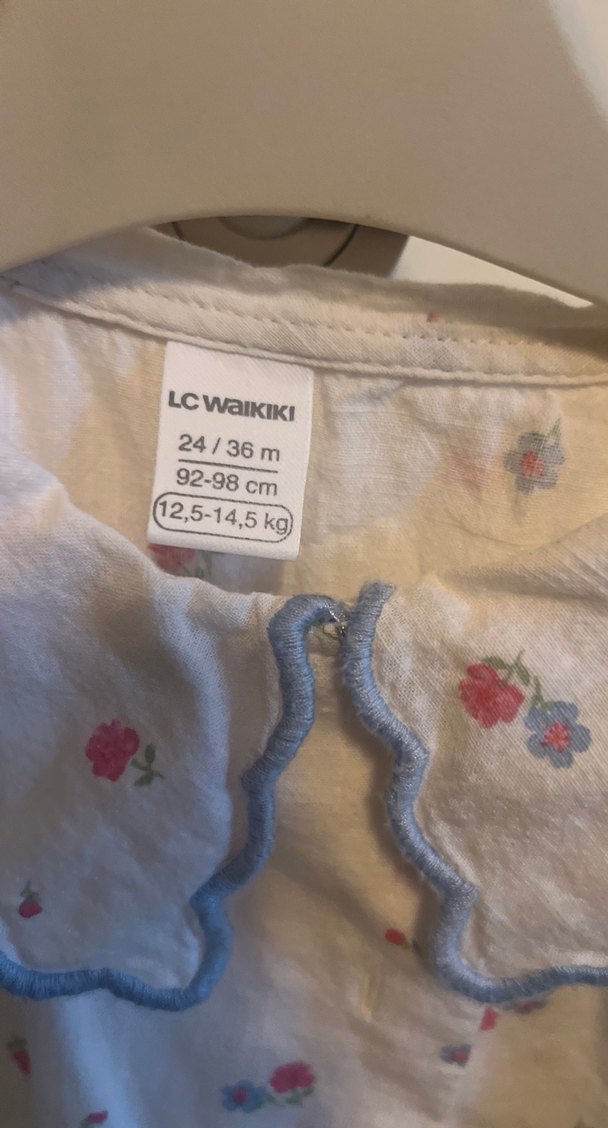 LC WAIKIKI
24 / 36 m
92-98 cm
12,5-14,5 kg